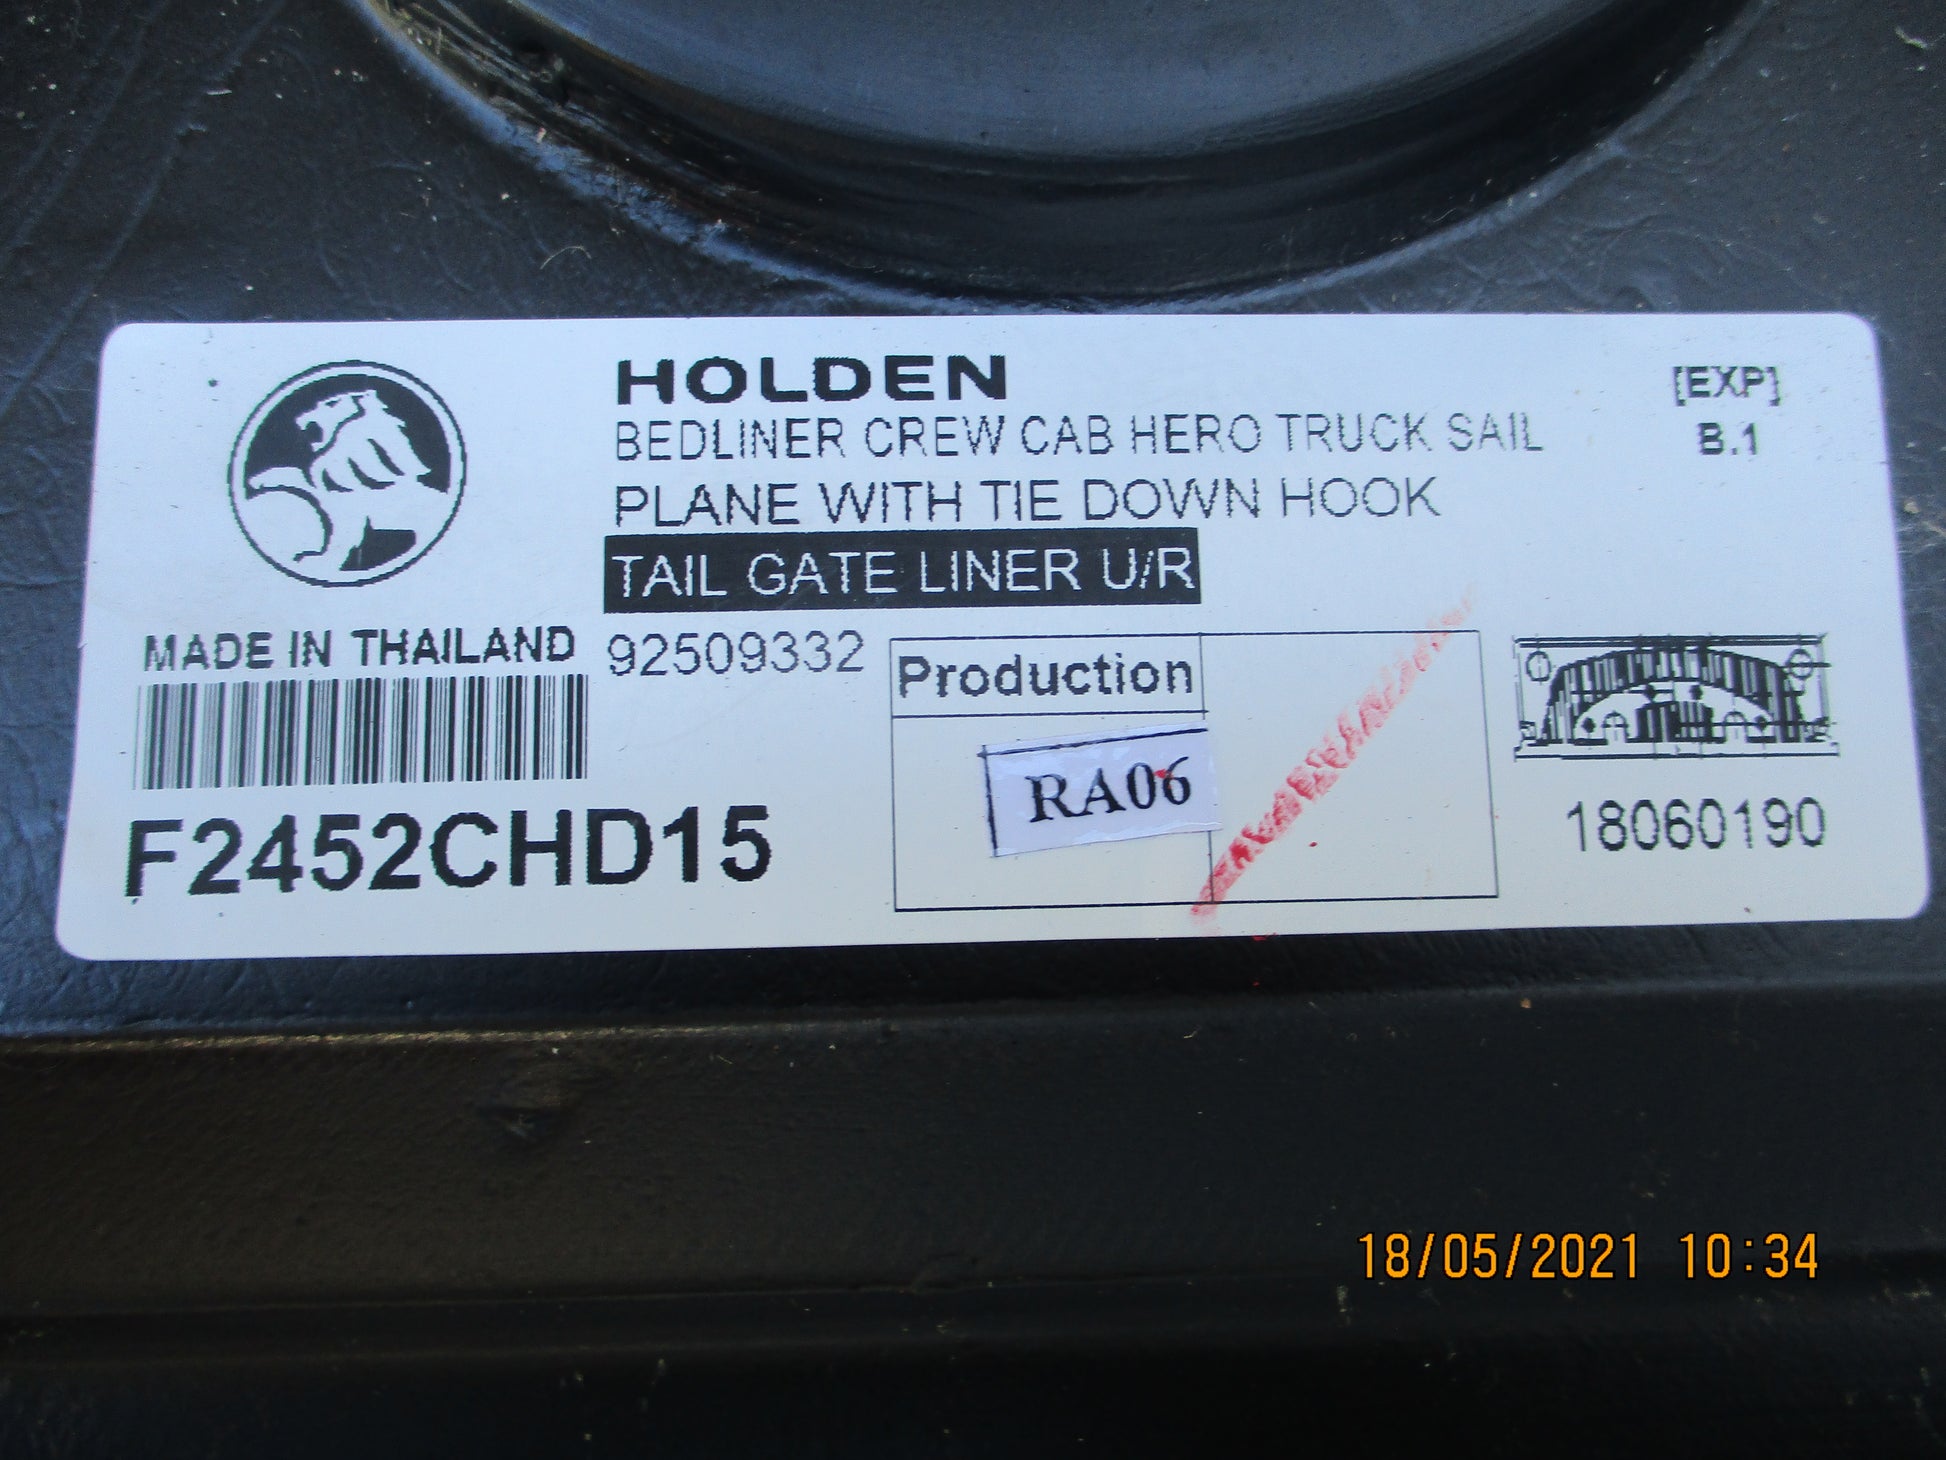 HOLDEN
BEDLINER CREW CAB HERO TRUCK SAIL
PLANE WITH TIE DOWN HOOK
TAIL GATE LINER U/R
[EXP]
B.1
MADE IN THAILAND
92509332
F2452CHD15
Production
RA06
18060190
18/05/2021 10:34